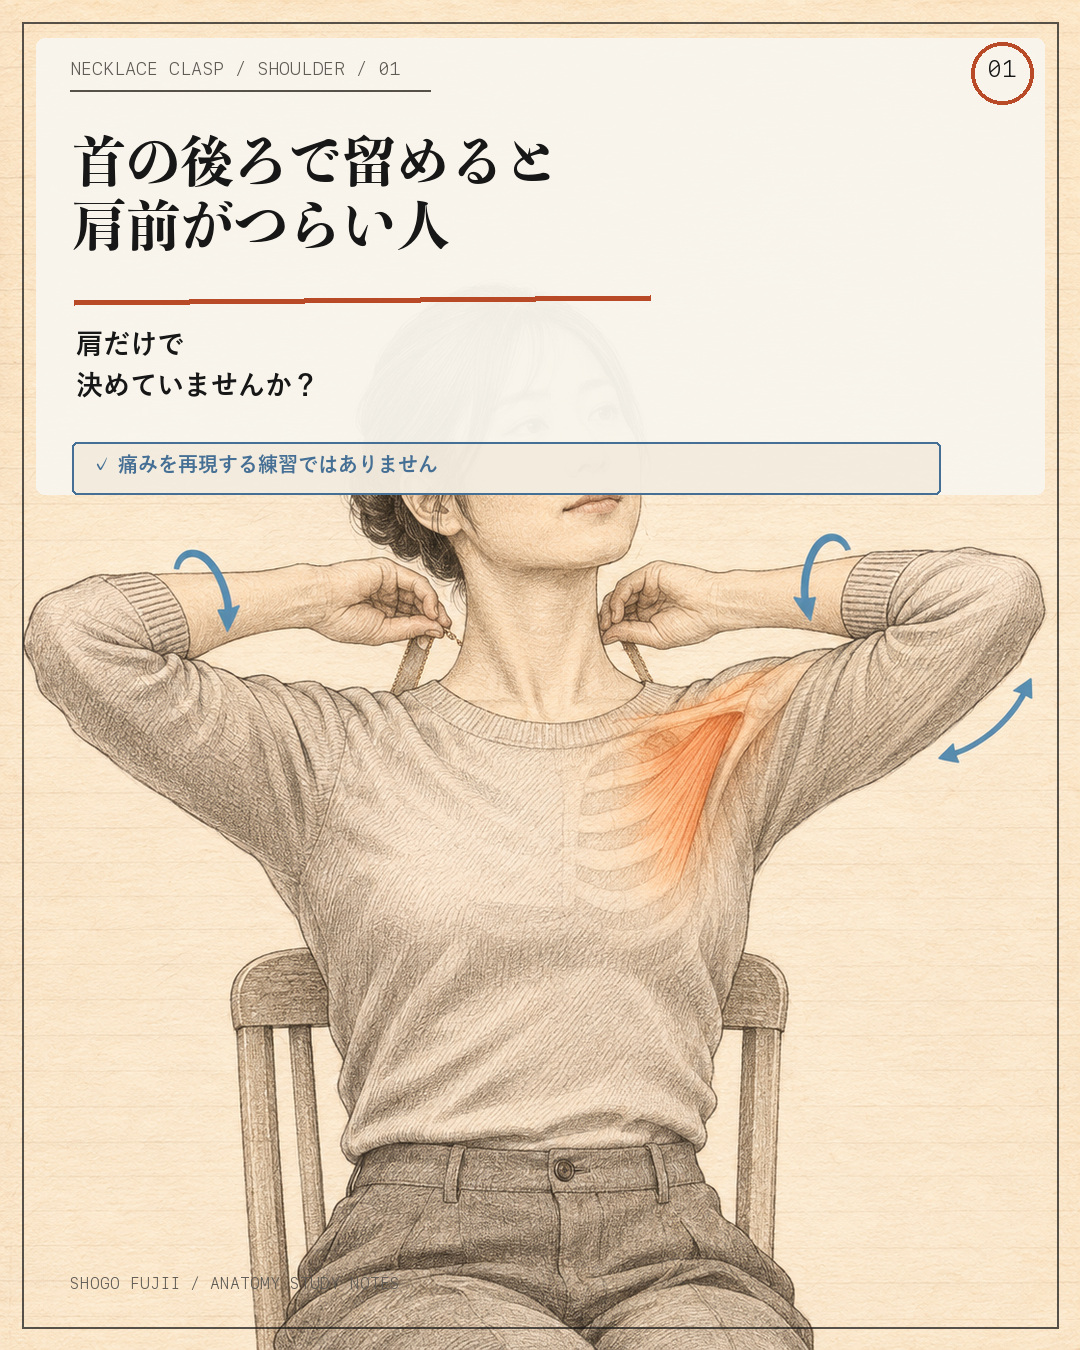 NECKLACE CLASP / SHOULDER / 01
01
首の後ろで留めると
肩前がつらい人
肩だけで
決めていませんか？
✓ 痛みを再現する練習ではありません
SHOGO FUJII / ANATOMY STUDY NOTES